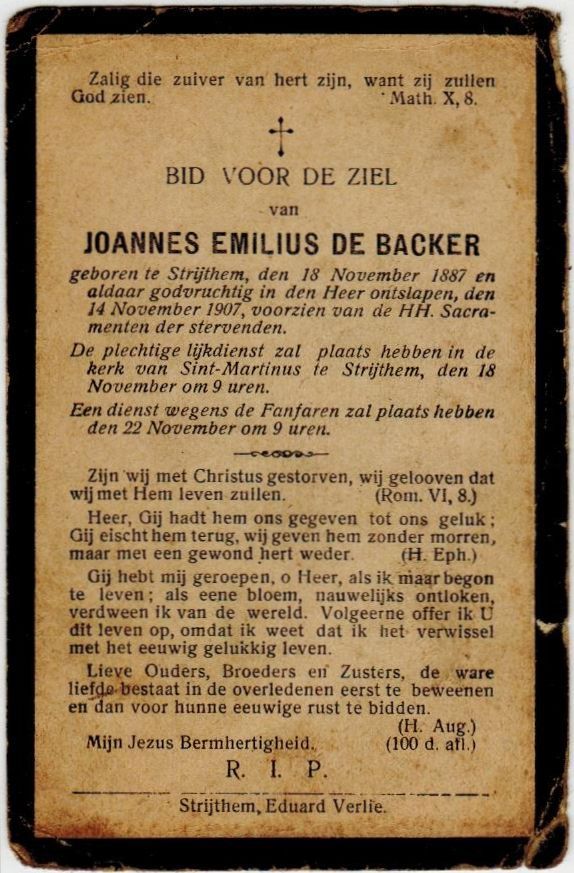 Zalig die zuiver van hert zijn, want zij zullen
God zien. Math. X, 8.
BID VOOR DE ZIEL
van
JOANNES EMILIUS DE BACKER
geboren te Strijthem, den 18 November 1887 en
aldaar godvruchtig in den Heer ontslapen, den
14 November 1907, voorzien van de HH. Sacra-
menten der stervenden.
De plechtige lijkdienst zal plaats hebben in de
kerk van Sint-Martinus te Strijthem, den 18
November om 9 uren.
Een dienst wegens de Fanfaren zal plaats hebben
den 22 November om 9 uren.
Zijn wij met Christus gestorven, wij gelooven dat
wij met Hem leven zullen. (Rom. VI, 8.)
Heer, Gij hadt hem ons gegeven tot ons geluk;
Gij eischt hem terug, wij geven hem zonder morren,
maar met een gewond hert weder. (H. Eph.)
Gij hebt mij geroepen, o Heer, als ik maar begon
te leven; als eene bloem, nauwelijks ontloken,
verdween ik van de wereld. Volgeerne offer ik U
dit leven op, omdat ik weet dat ik het verwissel
met het eeuwig gelukkig leven.
Lieve Ouders, Broeders en Zusters, de ware
liefde bestaat in de overledenen eerst te beweenen
en dan voor hunne eeuwige rust te bidden.
(H. Aug.)
Mijn Jezus Bermhertigheid. (100 d. afl.)
R. I. P.
Strijthem, Eduard Verlie.